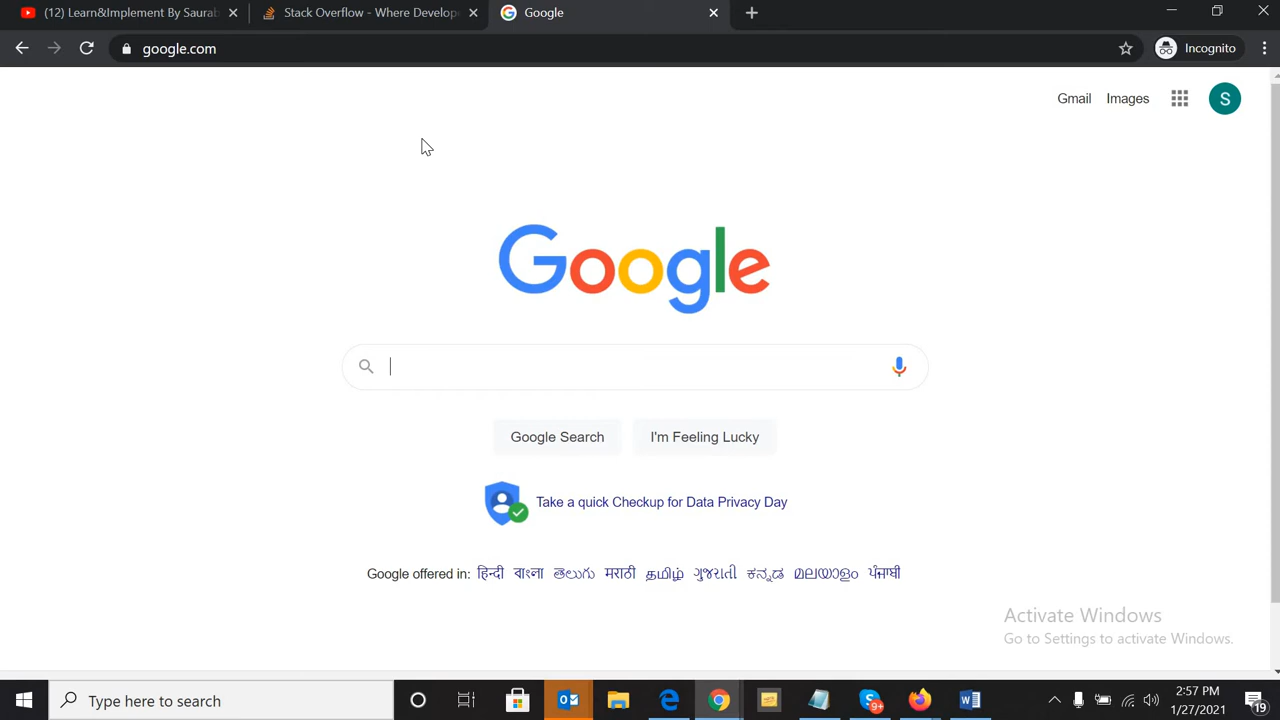 (12) Learn&Implement By Saurab
Stack Overflow - Where Develope
Google
google.com
Incognito
Gmail Images S
Google
Google Search I'm Feeling Lucky
Take a quick Checkup for Data Privacy Day
Google offered in: हिन्दी বাংলা తెలుగు मराठी தமிழ் ગુજરાતી ಕನ್ನಡ മലയാളം ਪੰਜਾਬੀ
Activate Windows
Go to Settings to activate Windows.
Type here to search
9+
2:57 PM
1/27/2021
19